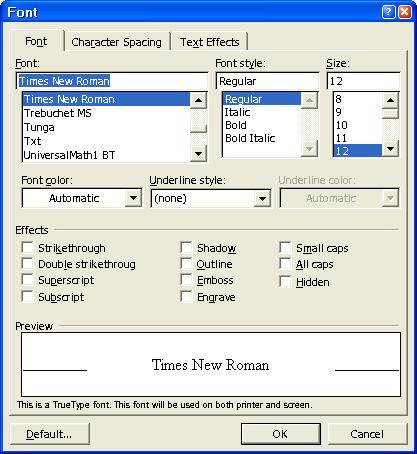 Font
Font Character Spacing Text Effects
Font: Font style: Size:
Times New Roman Regular 12
Times New Roman Regular 8
Trebuchet MS Italic 9
Tunga Bold 10
Txt Bold Italic 11
UniversalMath1 BT 12
Font color: Underline style: Underline color:
Automatic (none) Automatic
Effects
Strikethrough Shadow Small caps
Double strikethroug Outline All caps
Superscript Emboss Hidden
Subscript Engrave
Preview
Times New Roman
This is a TrueType font. This font will be used on both printer and screen.
Default... OK Cancel